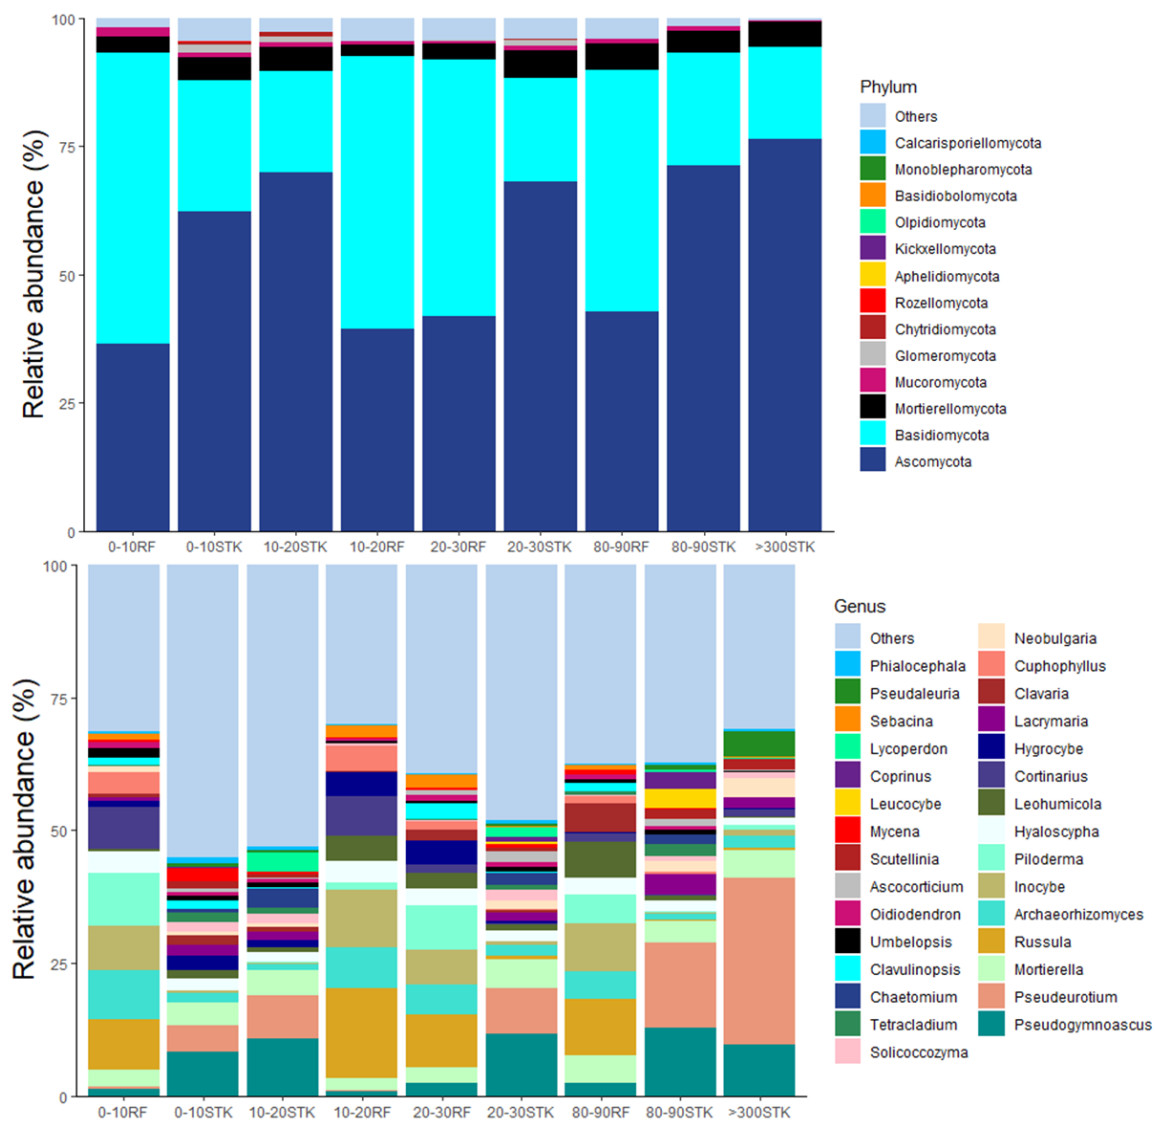 Relative abundance (%)
100
75
50
25
0
0-10RF 0-10STK 10-20STK 10-20RF 20-30RF 20-30STK 80-90RF 80-90STK >300STK
Phylum
Others
Calcarisporiellomycota
Monoblepharomycota
Basidiobolomycota
Olpidiomycota
Kickxellomycota
Aphelidiomycota
Rozellomycota
Chytridiomycota
Glomeromycota
Mucoromycota
Mortierellomycota
Basidiomycota
Ascomycota
Relative abundance (%)
100
75
50
25
0
0-10RF 0-10STK 10-20STK 10-20RF 20-30RF 20-30STK 80-90RF 80-90STK >300STK
Genus
Others
Phialocephala
Pseudaleuria
Sebacina
Lycoperdon
Coprinus
Leucocybe
Mycena
Scutellinia
Ascocorticium
Oidiodendron
Umbelopsis
Clavulinopsis
Chaetomium
Tetracladium
Solicoccozyma
Neobulgaria
Cuphophyllus
Clavaria
Lacrymaria
Hygrocybe
Cortinarius
Leohumicola
Hyaloscypha
Piloderma
Inocybe
Archaeorhizomyces
Russula
Mortierella
Pseudeurotium
Pseudogymnoascus